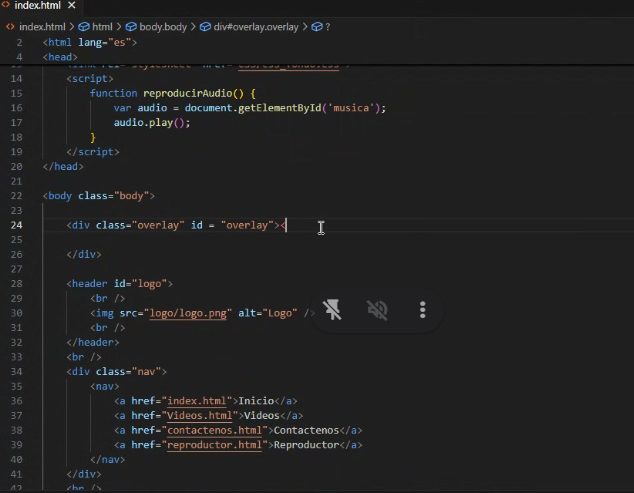 index.html
index.html > html > body.body > div#overlay.overlay > ?
2 <html lang="es">
4 <head>
14 <script>
15 function reproducirAudio() {
16 var audio = document.getElementById('musica');
17 audio.play();
18 }
19 </script>
20 </head>
21
22 <body class="body">
23
24 <div class="overlay" id = "overlay"><
25
26 </div>
27
28 <header id="logo">
29 <br />
30 <img src="logo/logo.png" alt="Logo" />
31 <br />
32 </header>
33 <br />
34 <div class="nav">
35 <nav>
36 <a href="index.html">Inicio</a>
37 <a href="Videos.html">Videos</a>
38 <a href="contactenos.html">Contactenos</a>
39 <a href="reproductor.html">Reproductor</a>
40 </nav>
41 </div>
42 <br />